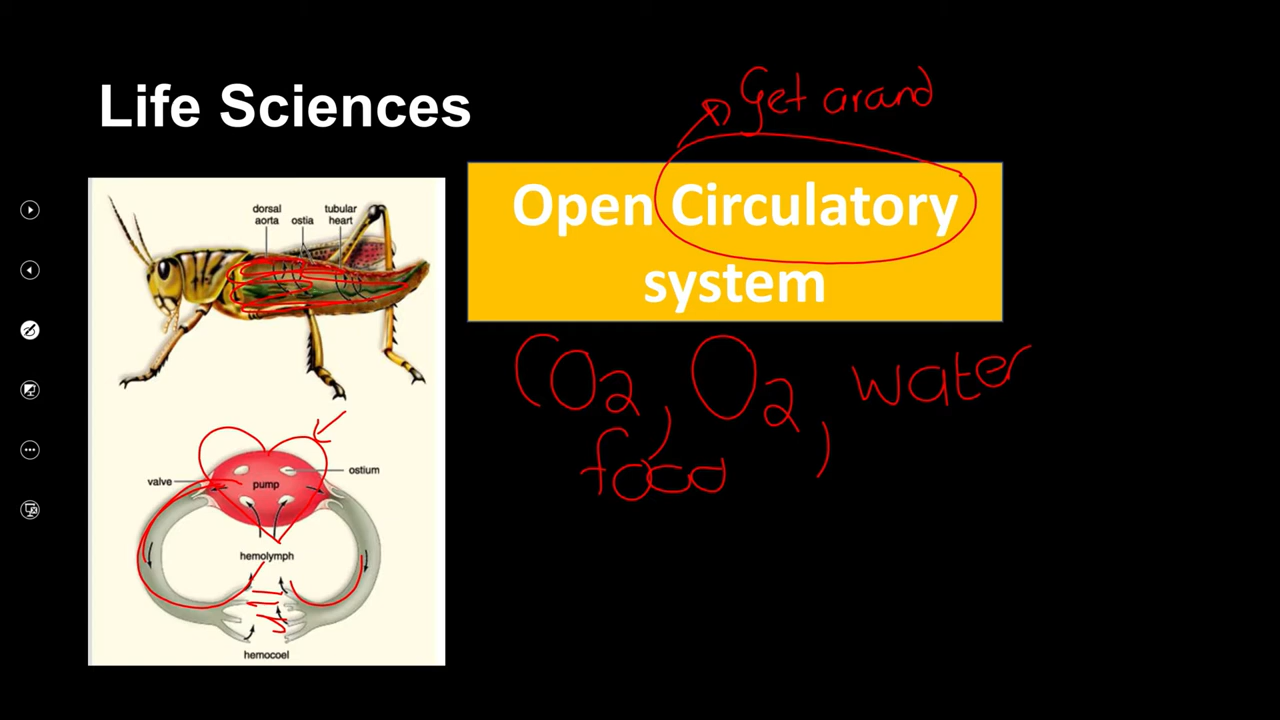 Life Sciences
Get arand
Open Circulatory
system
CO2, O2, water
food ,
dorsal
aorta
ostia
tubular
heart
valve
ostium
pump
hemolymph
hemocoel